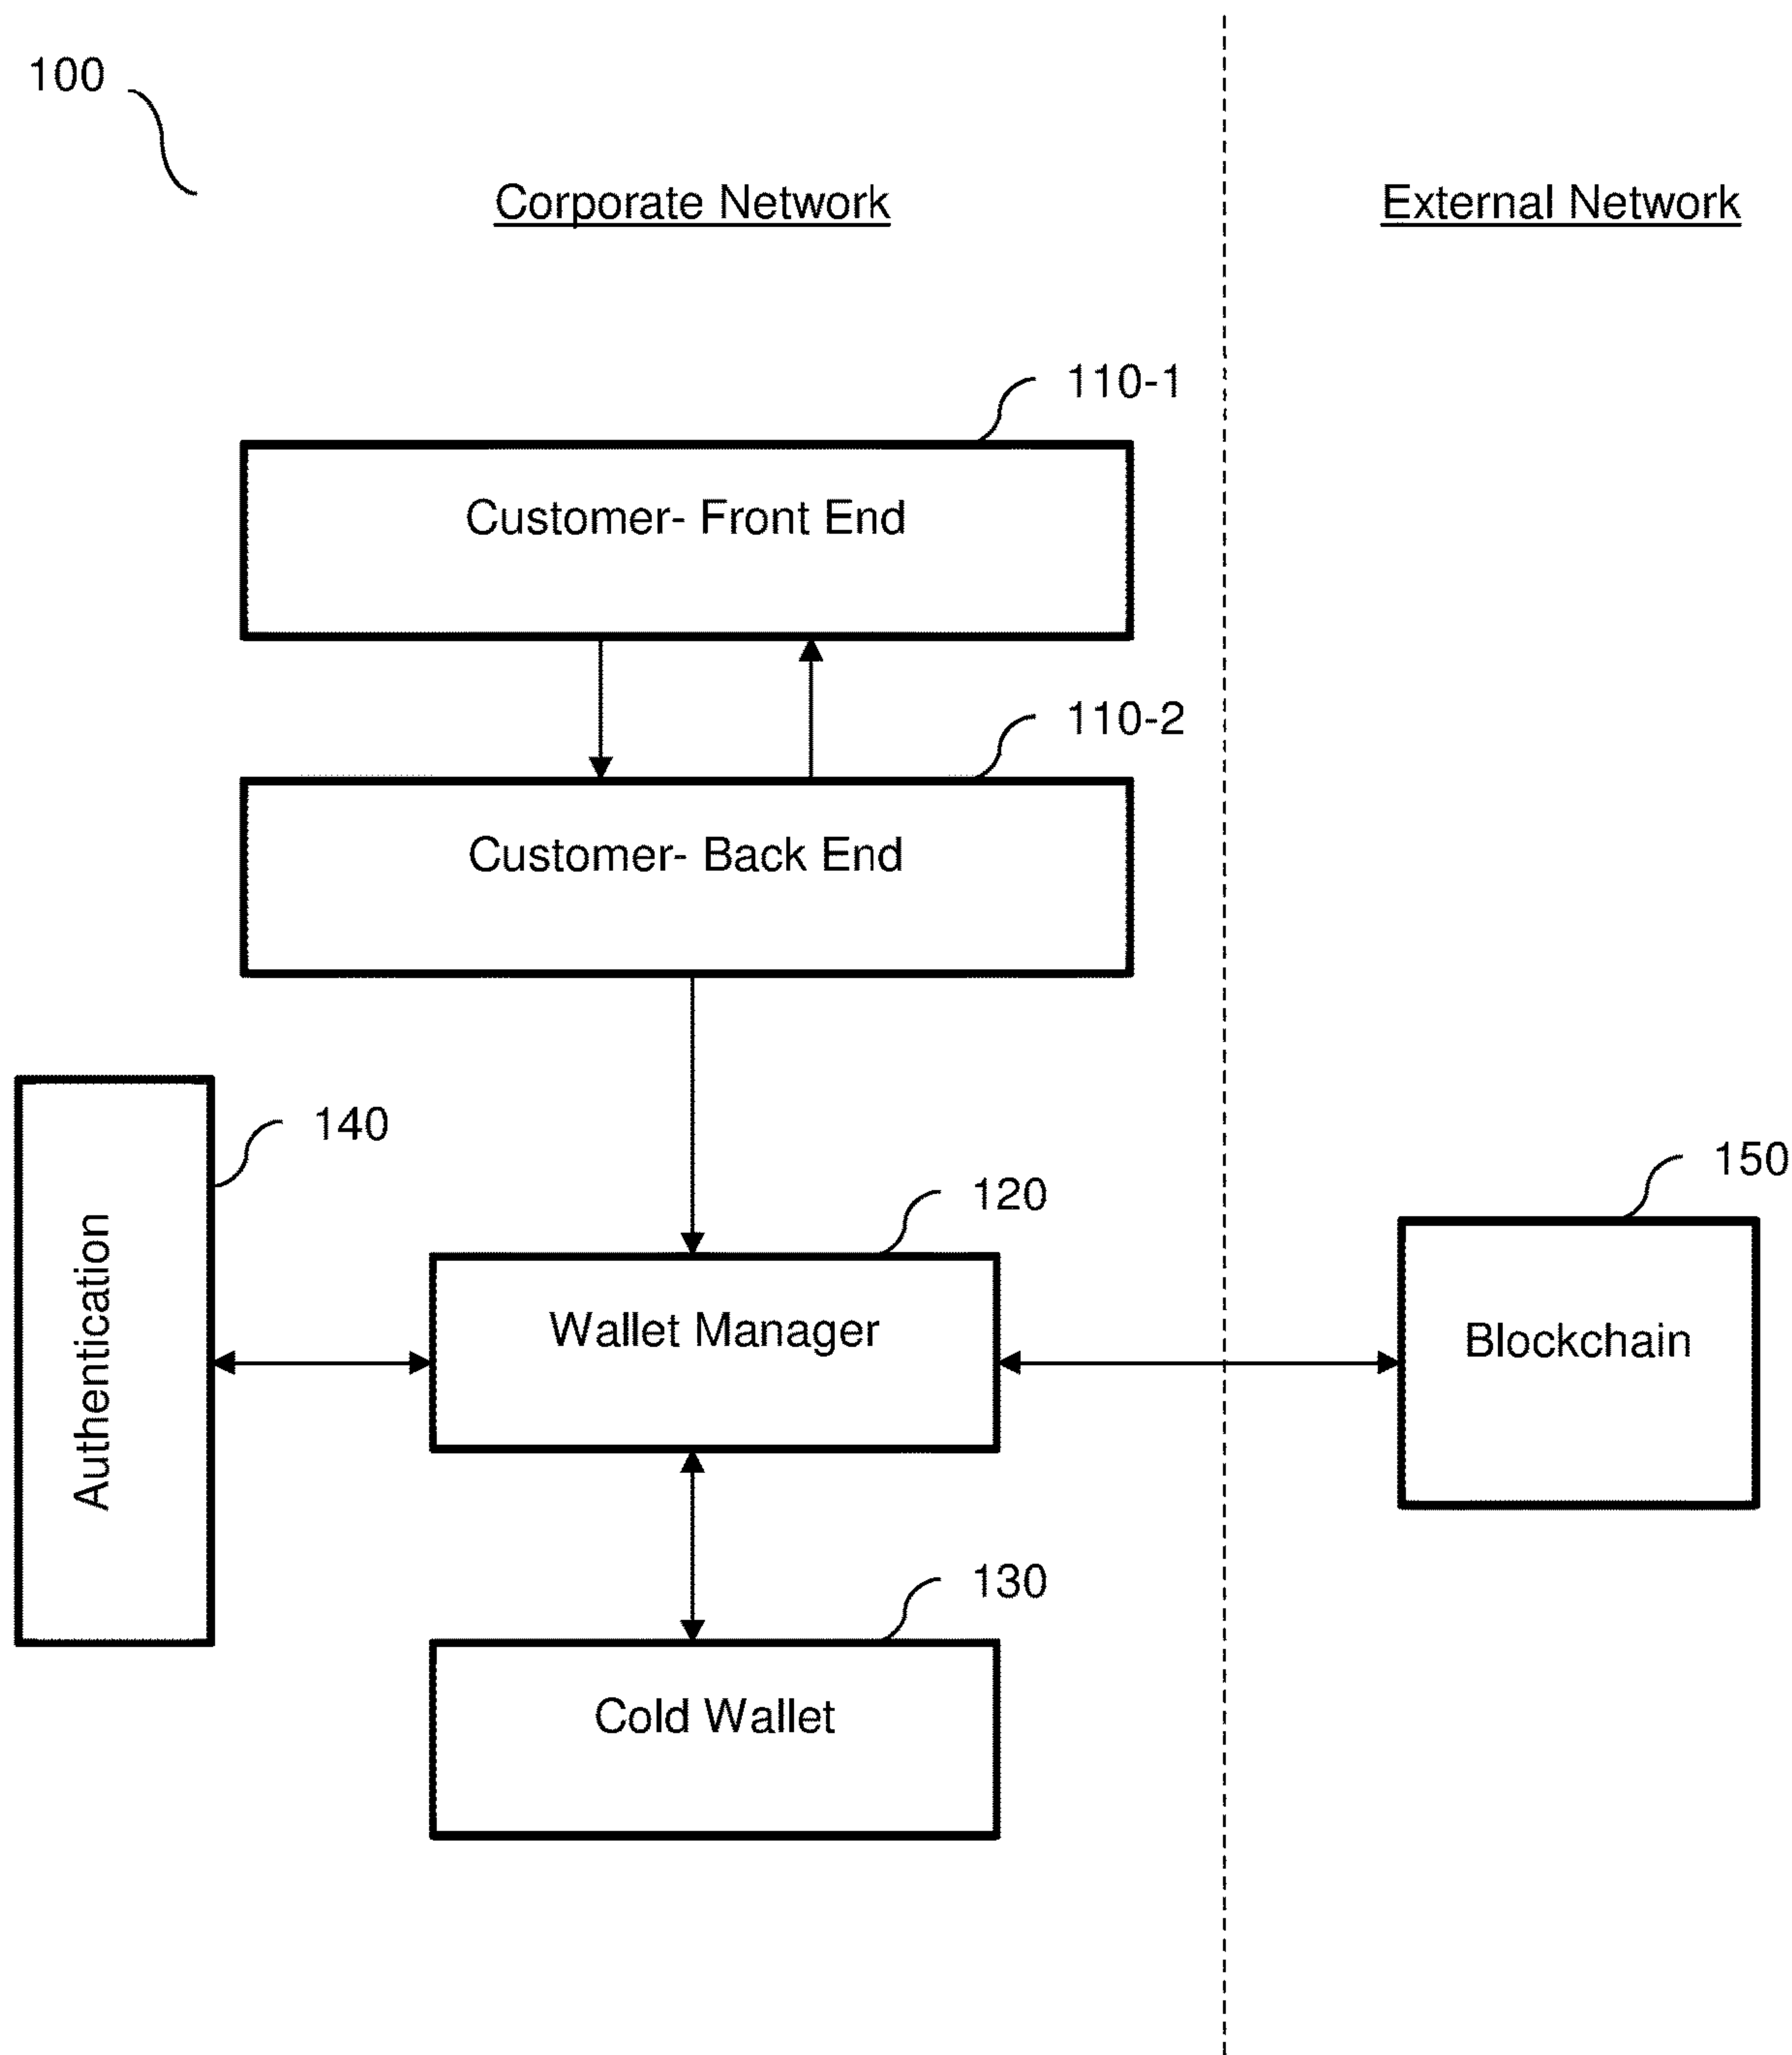 100
Corporate Network
External Network
110-1
Customer- Front End
110-2
Customer- Back End
140
Authentication
120
Wallet Manager
150
Blockchain
130
Cold Wallet